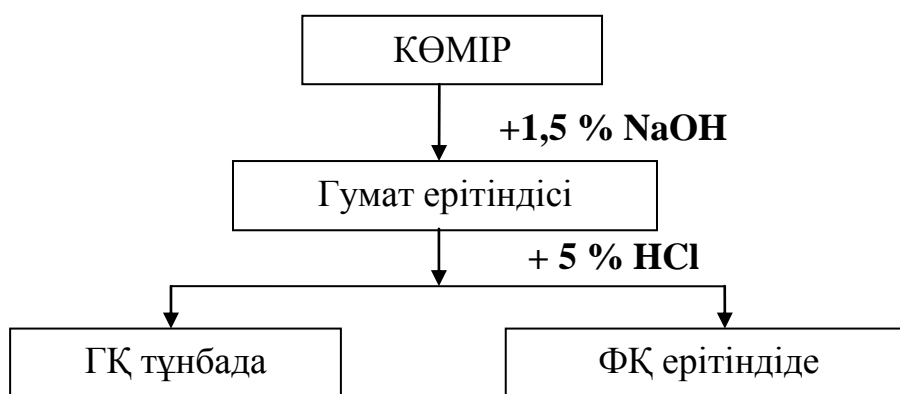 КӨМІР
+1,5 % NaOH
Гумат ерітіндісі
+ 5 % HCl
ГҚ тұнбада
ФҚ ерітіндіде